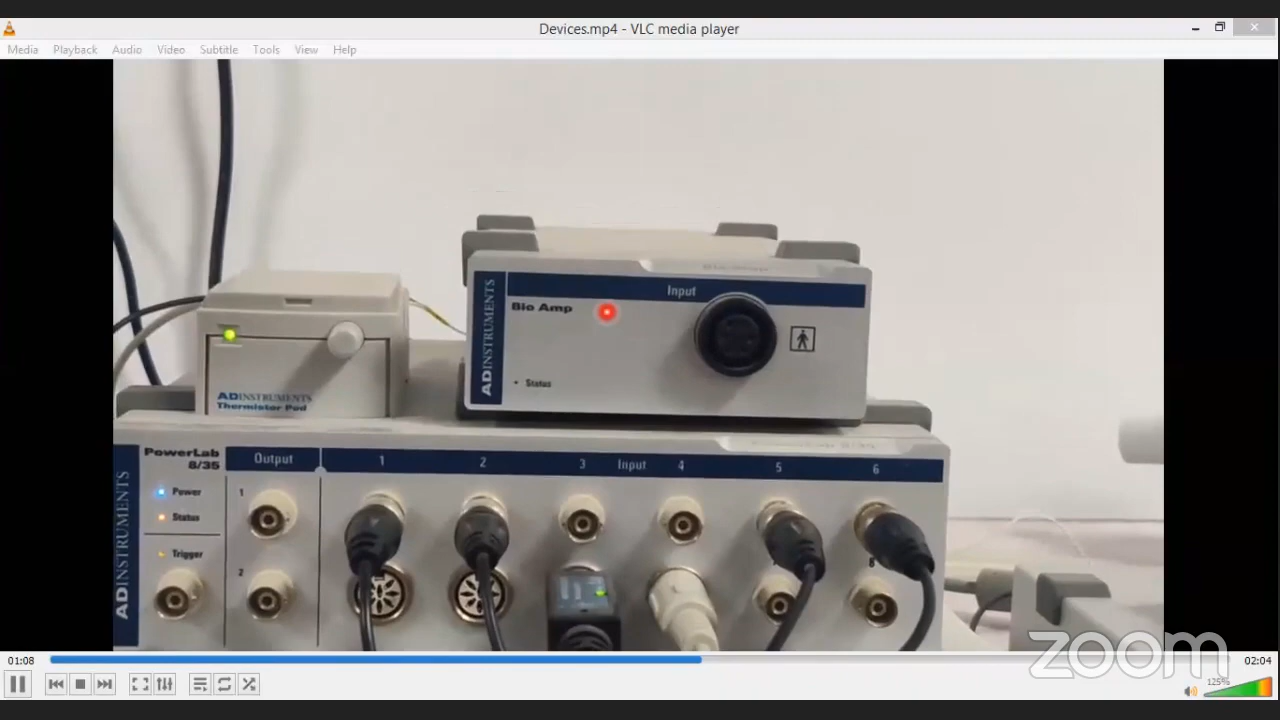 Devices.mp4 - VLC media player
Media Playback Audio Video Subtitle Tools View Help
Input
Bio Amp
ADINSTRUMENTS
Status
ADINSTRUMENTS
Thermistor Pod
PowerLab
8/35
Output
1 2 3 Input 4 5 6
Power
Status
Trigger
1
2
8
ADINSTRUMENTS
zoom
01:08
02:04
125%